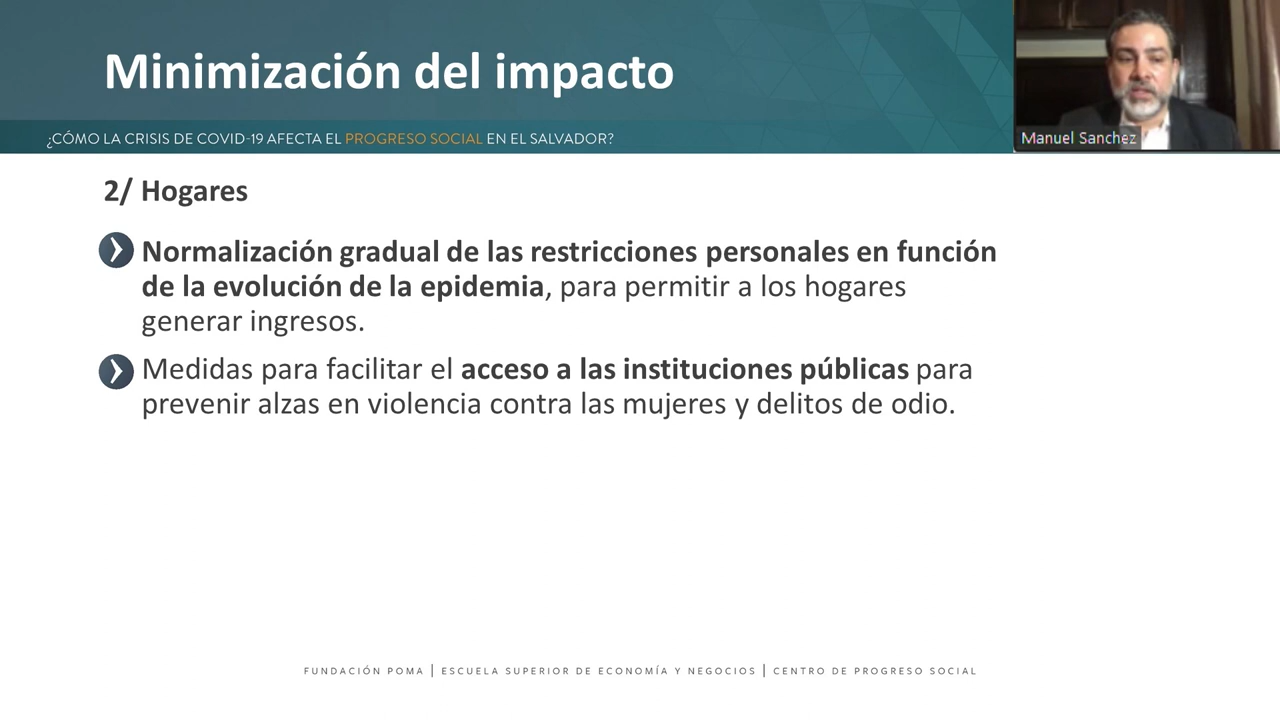 Minimización del impacto
¿CÓMO LA CRISIS DE COVID-19 AFECTA EL PROGRESO SOCIAL EN EL SALVADOR?
Manuel Sanchez
2/ Hogares
Normalización gradual de las restricciones personales en función
de la evolución de la epidemia, para permitir a los hogares
generar ingresos.
Medidas para facilitar el acceso a las instituciones públicas para
prevenir alzas en violencia contra las mujeres y delitos de odio.
FUNDACIÓN POMA | ESCUELA SUPERIOR DE ECONOMÍA Y NEGOCIOS | CENTRO DE PROGRESO SOCIAL